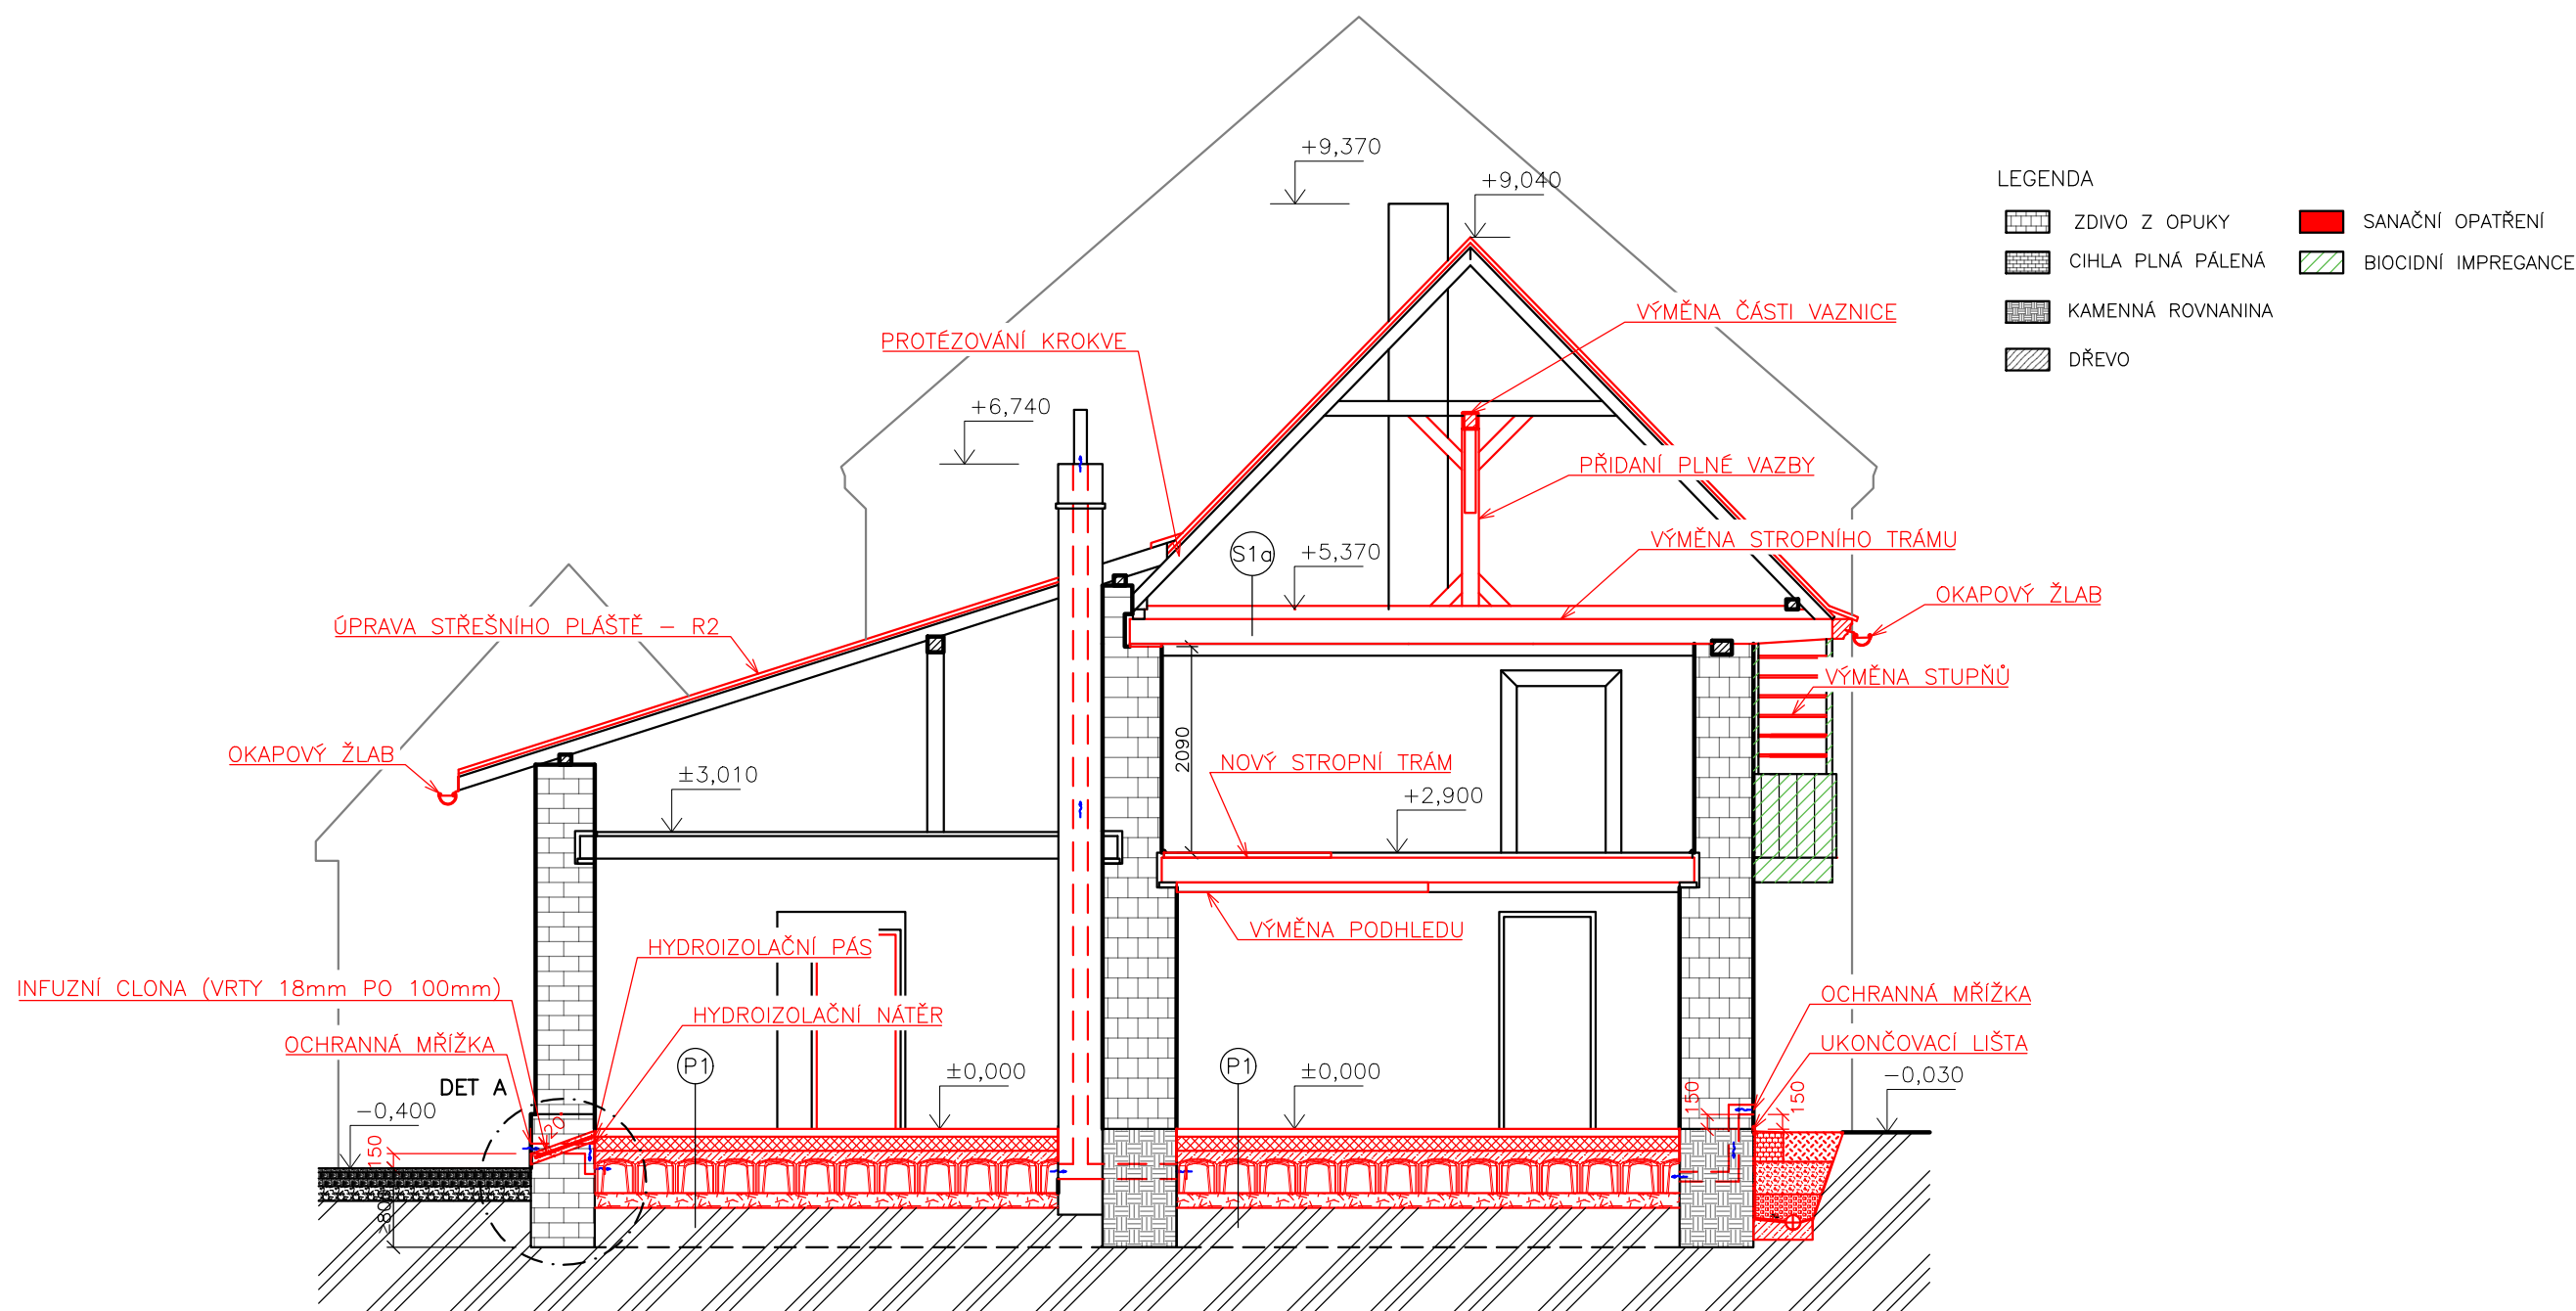 +9,370
+9,040
LEGENDA
ZDIVO Z OPUKY
SANAČNÍ OPATŘENÍ
CIHLA PLNÁ PÁLENÁ
BIOCIDNÍ IMPREGANCE
KAMENNÁ ROVNANINA
DŘEVO
VÝMĚNA ČÁSTI VAZNICE
PROTÉZOVÁNÍ KROKVE
+6,740
PŘIDANÍ PLNÉ VAZBY
S1a
+5,370
VÝMĚNA STROPNÍHO TRÁMU
OKAPOVÝ ŽLAB
ÚPRAVA STŘEŠNÍHO PLÁŠTĚ – R2
VÝMĚNA STUPŇŮ
OKAPOVÝ ŽLAB
±3,010
2090
NOVÝ STROPNÍ TRÁM
+2,900
VÝMĚNA PODHLEDU
HYDROIZOLAČNÍ PÁS
INFUZNÍ CLONA (VRTY 18mm PO 100mm)
OCHRANNÁ MŘÍŽKA
HYDROIZOLAČNÍ NÁTĚR
OCHRANNÁ MŘÍŽKA
UKONČOVACÍ LIŠTA
P1
±0,000
P1
±0,000
DET A
−0,030
−0,400
150
150
20°
150
≥800